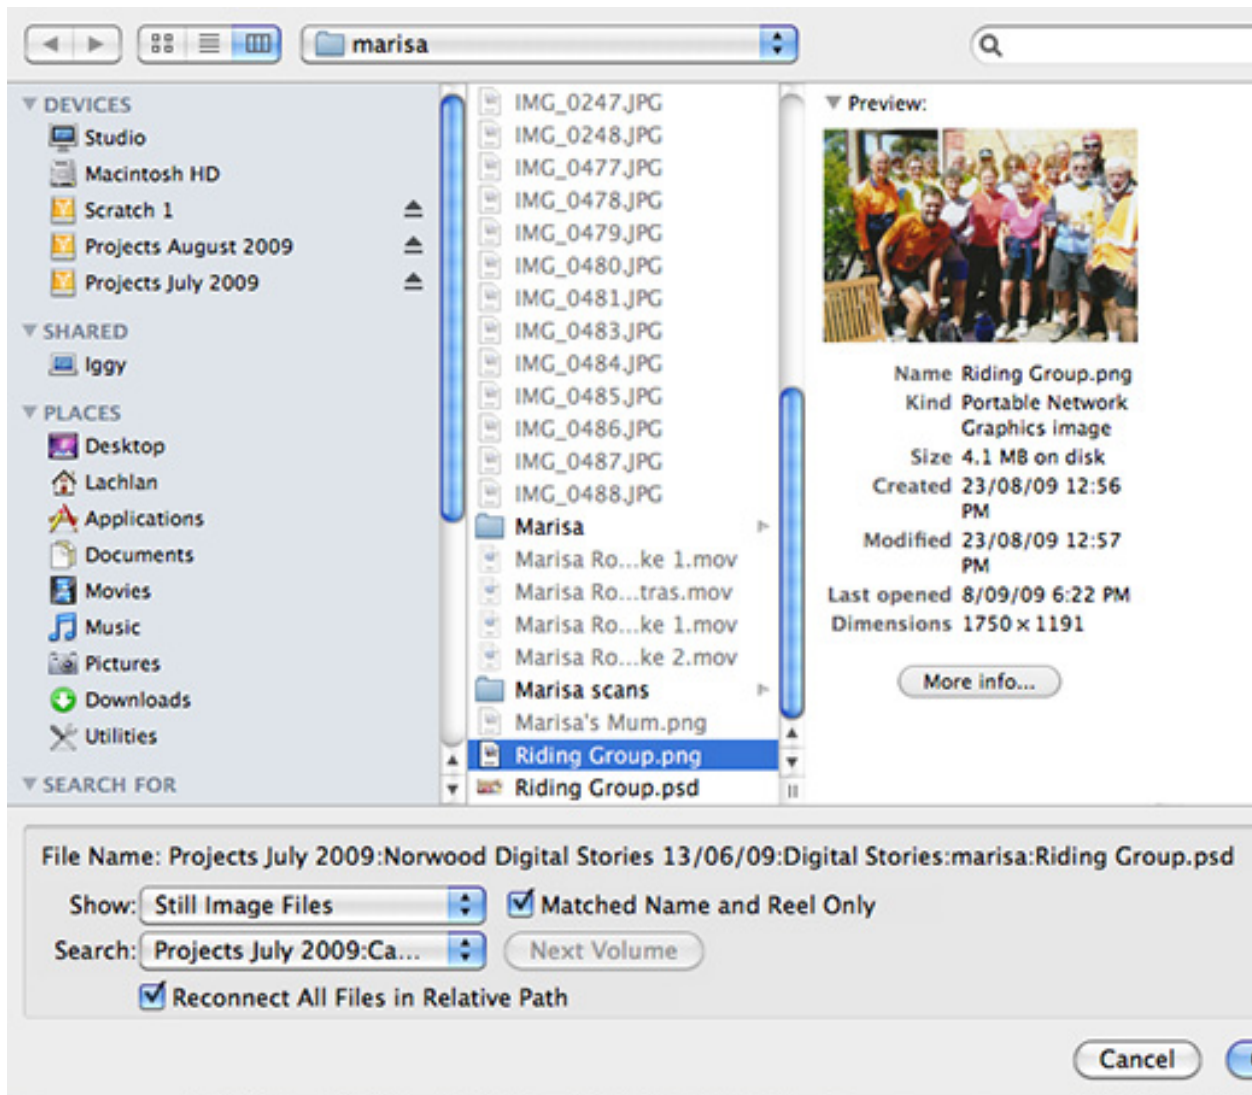 marisa
DEVICES
Studio
Macintosh HD
Scratch 1
Projects August 2009
Projects July 2009
SHARED
Iggy
PLACES
Desktop
Lachlan
Applications
Documents
Movies
Music
Pictures
Downloads
Utilities
SEARCH FOR
IMG_0247.JPG
IMG_0248.JPG
IMG_0477.JPG
IMG_0478.JPG
IMG_0479.JPG
IMG_0480.JPG
IMG_0481.JPG
IMG_0483.JPG
IMG_0484.JPG
IMG_0485.JPG
IMG_0486.JPG
IMG_0487.JPG
IMG_0488.JPG
Marisa
Marisa Ro...ke 1.mov
Marisa Ro...tras.mov
Marisa Ro...ke 1.mov
Marisa Ro...ke 2.mov
Marisa scans
Marisa's Mum.png
Riding Group.png
Riding Group.psd
Preview:
Name Riding Group.png
Kind Portable Network
Graphics image
Size 4.1 MB on disk
Created 23/08/09 12:56
PM
Modified 23/08/09 12:57
PM
Last opened 8/09/09 6:22 PM
Dimensions 1750 × 1191
More info...
File Name: Projects July 2009:Norwood Digital Stories 13/06/09:Digital Stories:marisa:Riding Group.psd
Show: Still Image Files
Matched Name and Reel Only
Search: Projects July 2009:Ca...
Next Volume
Reconnect All Files in Relative Path
Cancel